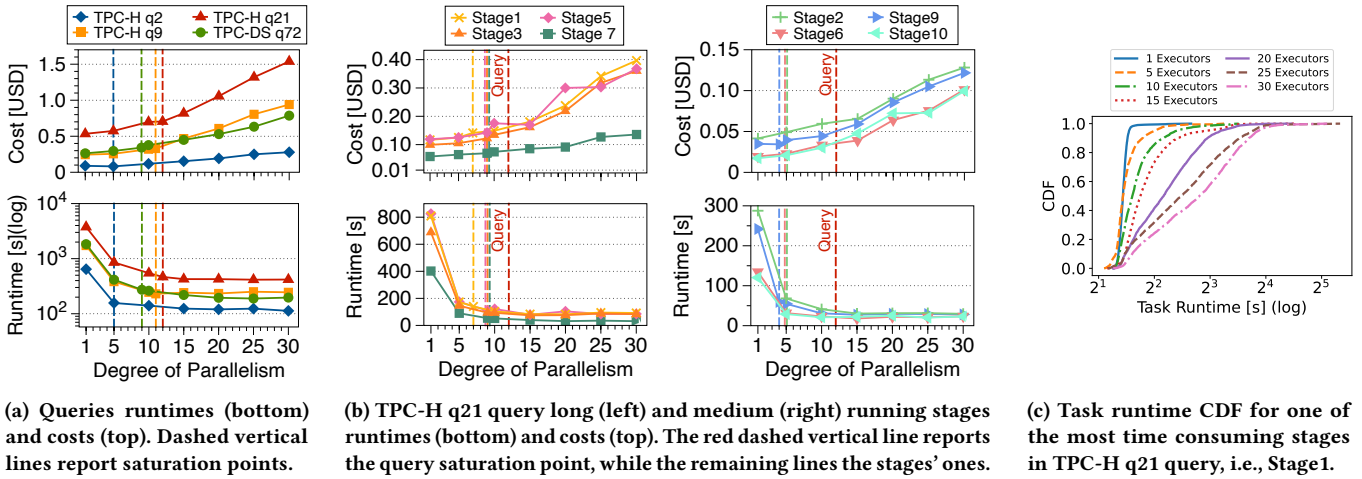 TPC-H q2 TPC-H q21
TPC-H q9 TPC-DS q72
Cost [USD]
1.5
1.0
0.5
0
Runtime [s](log)
10^4
10^3
10^2
1 5 10 15 20 25 30
Degree of Parallelism
(a) Queries runtimes (bottom)
and costs (top). Dashed vertical
lines report saturation points.
Stage1 Stage5
Stage3 Stage 7
Cost [USD]
0.40
0.30
0.20
0.10
0.01
Query
Runtime [s]
800
600
400
200
0
Query
1 5 10 15 20 25 30
Degree of Parallelism
Stage2 Stage9
Stage6 Stage10
Cost [USD]
0.15
0.10
0.05
0
Query
Runtime [s]
300
200
100
0
Query
1 5 10 15 20 25 30
Degree of Parallelism
(b) TPC-H q21 query long (left) and medium (right) running stages
runtimes (bottom) and costs (top). The red dashed vertical line reports
the query saturation point, while the remaining lines the stages’ ones.
1 Executors 20 Executors
5 Executors 25 Executors
10 Executors 30 Executors
15 Executors
CDF
1.0
0.8
0.6
0.4
0.2
0.0
2^1 2^2 2^3 2^4 2^5
Task Runtime [s] (log)
(c) Task runtime CDF for one of
the most time consuming stages
in TPC-H q21 query, i.e., Stage1.